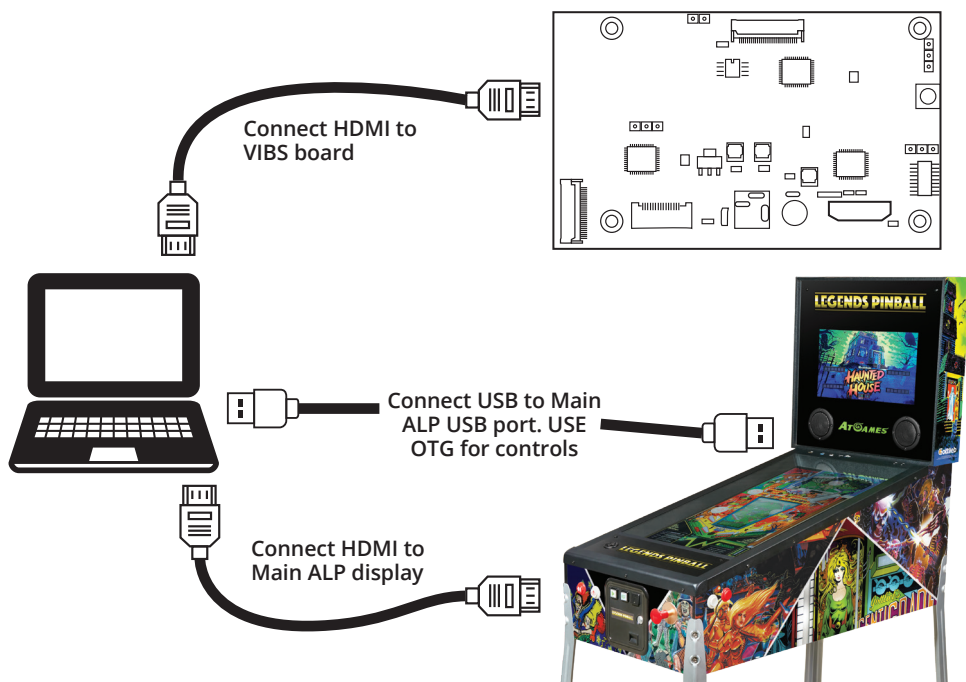 Connect HDMI to
VIBS board
LEGENDS PINBALL
HAUNTED
HOUSE
ATGAMES
Gottlieb
Connect USB to Main
ALP USB port. USE
OTG for controls
LEGENDS PINBALL
Connect HDMI to
Main ALP display